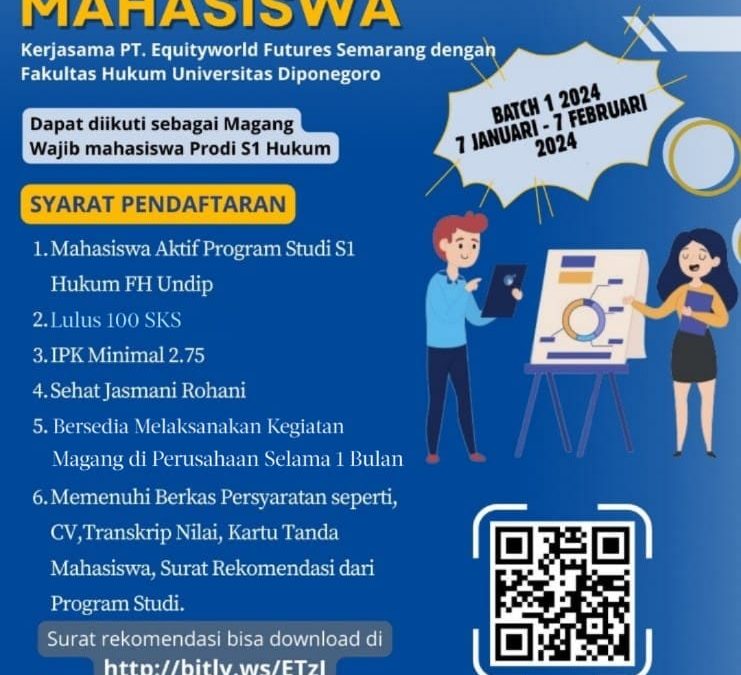 MAHASISWA
Kerjasama PT. Equityworld Futures Semarang dengan
Fakultas Hukum Universitas Diponegoro
BATCH 1 2024
7 JANUARI - 7 FEBRUARI
2024
Dapat diikuti sebagai Magang
Wajib mahasiswa Prodi S1 Hukum
SYARAT PENDAFTARAN
1. Mahasiswa Aktif Program Studi S1
Hukum FH Undip
2. Lulus 100 SKS
3. IPK Minimal 2.75
4. Sehat Jasmani Rohani
5. Bersedia Melaksanakan Kegiatan
Magang di Perusahaan Selama 1 Bulan
6. Memenuhi Berkas Persyaratan seperti,
CV,Transkrip Nilai, Kartu Tanda
Mahasiswa, Surat Rekomendasi dari
Program Studi.
Surat rekomendasi bisa download di